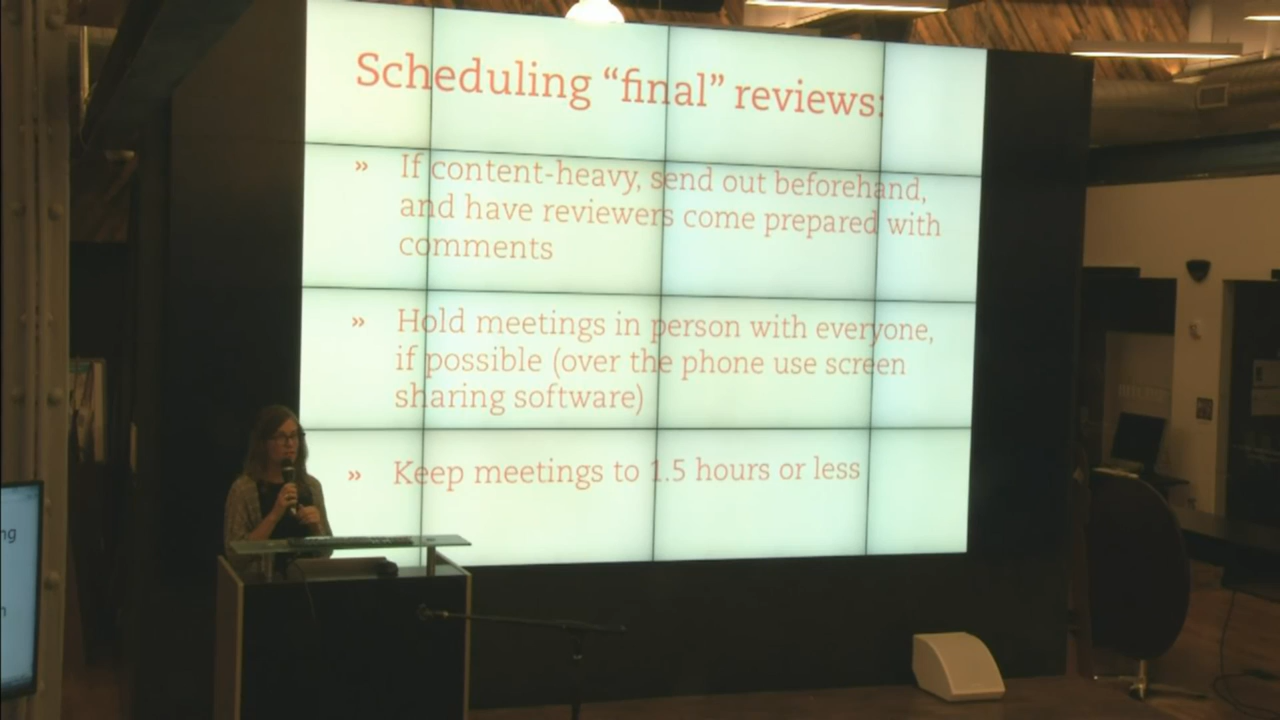 Scheduling “final” reviews:
» If content-heavy, send out beforehand,
and have reviewers come prepared with
comments
» Hold meetings in person with everyone,
if possible (over the phone use screen
sharing software)
» Keep meetings to 1.5 hours or less
ng
n